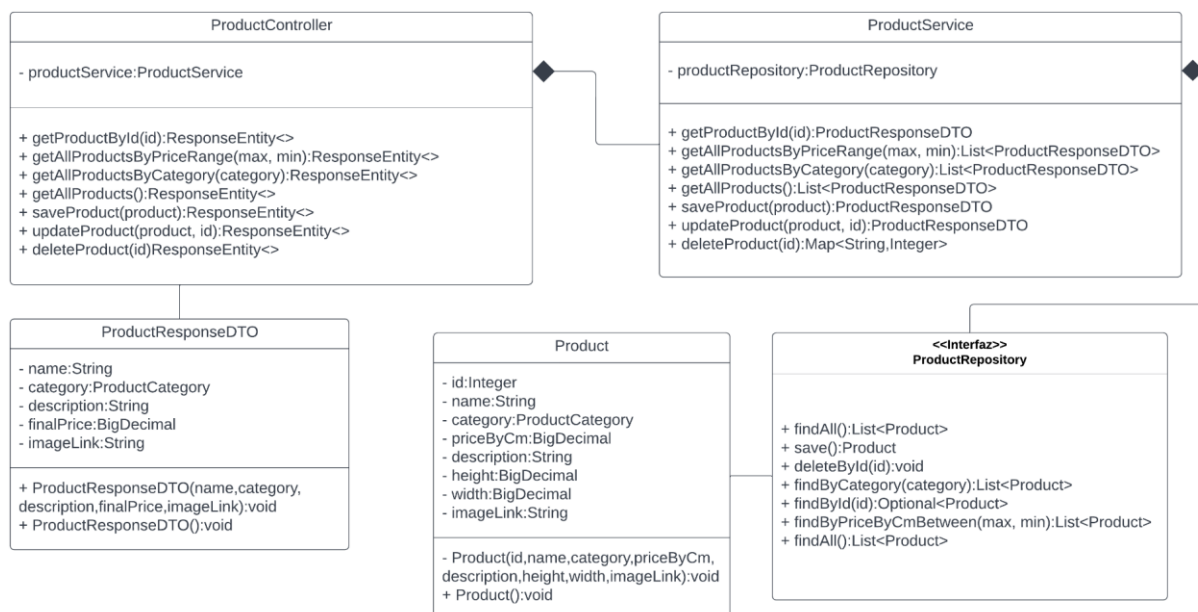 ProductController
- productService:ProductService
+ getProductById(id):ResponseEntity<>
+ getAllProductsByPriceRange(max, min):ResponseEntity<>
+ getAllProductsByCategory(category):ResponseEntity<>
+ getAllProducts():ResponseEntity<>
+ saveProduct(product):ResponseEntity<>
+ updateProduct(product, id):ResponseEntity<>
+ deleteProduct(id)ResponseEntity<>
ProductService
- productRepository:ProductRepository
+ getProductById(id):ProductResponseDTO
+ getAllProductsByPriceRange(max, min):List<ProductResponseDTO>
+ getAllProductsByCategory(category):List<ProductResponseDTO>
+ getAllProducts():List<ProductResponseDTO>
+ saveProduct(product):ProductResponseDTO
+ updateProduct(product, id):ProductResponseDTO
+ deleteProduct(id):Map<String,Integer>
ProductResponseDTO
- name:String
- category:ProductCategory
- description:String
- finalPrice:BigDecimal
- imageLink:String
+ ProductResponseDTO(name,category,
description,finalPrice,imageLink):void
+ ProductResponseDTO():void
Product
- id:Integer
- name:String
- category:ProductCategory
- priceByCm:BigDecimal
- description:String
- height:BigDecimal
- width:BigDecimal
- imageLink:String
- Product(id,name,category,priceByCm,
description,height,width,imageLink):void
+ Product():void
<<Interfaz>>
ProductRepository
+ findAll():List<Product>
+ save():Product
+ deleteById(id):void
+ findByCategory(category):List<Product>
+ findById(id):Optional<Product>
+ findByPriceByCmBetween(max, min):List<Product>
+ findAll():List<Product>